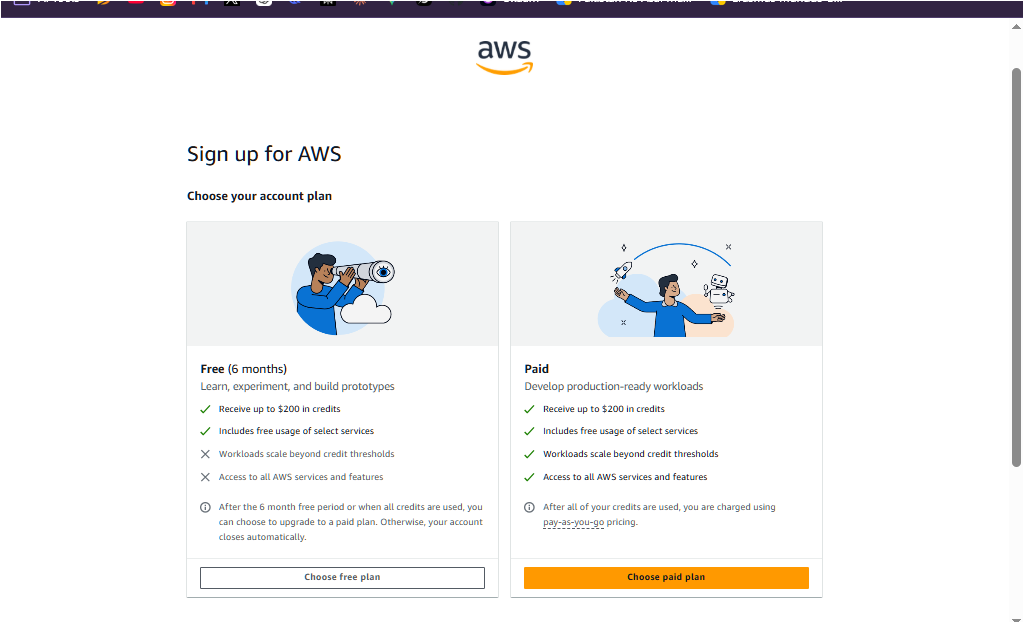 aws
Sign up for AWS
Choose your account plan
Free (6 months)
Learn, experiment, and build prototypes
Receive up to $200 in credits
Includes free usage of select services
Workloads scale beyond credit thresholds
Access to all AWS services and features
After the 6 month free period or when all credits are used, you
can choose to upgrade to a paid plan. Otherwise, your account
closes automatically.
Choose free plan
Paid
Develop production-ready workloads
Receive up to $200 in credits
Includes free usage of select services
Workloads scale beyond credit thresholds
Access to all AWS services and features
After all of your credits are used, you are charged using
pay-as-you-go pricing.
Choose paid plan